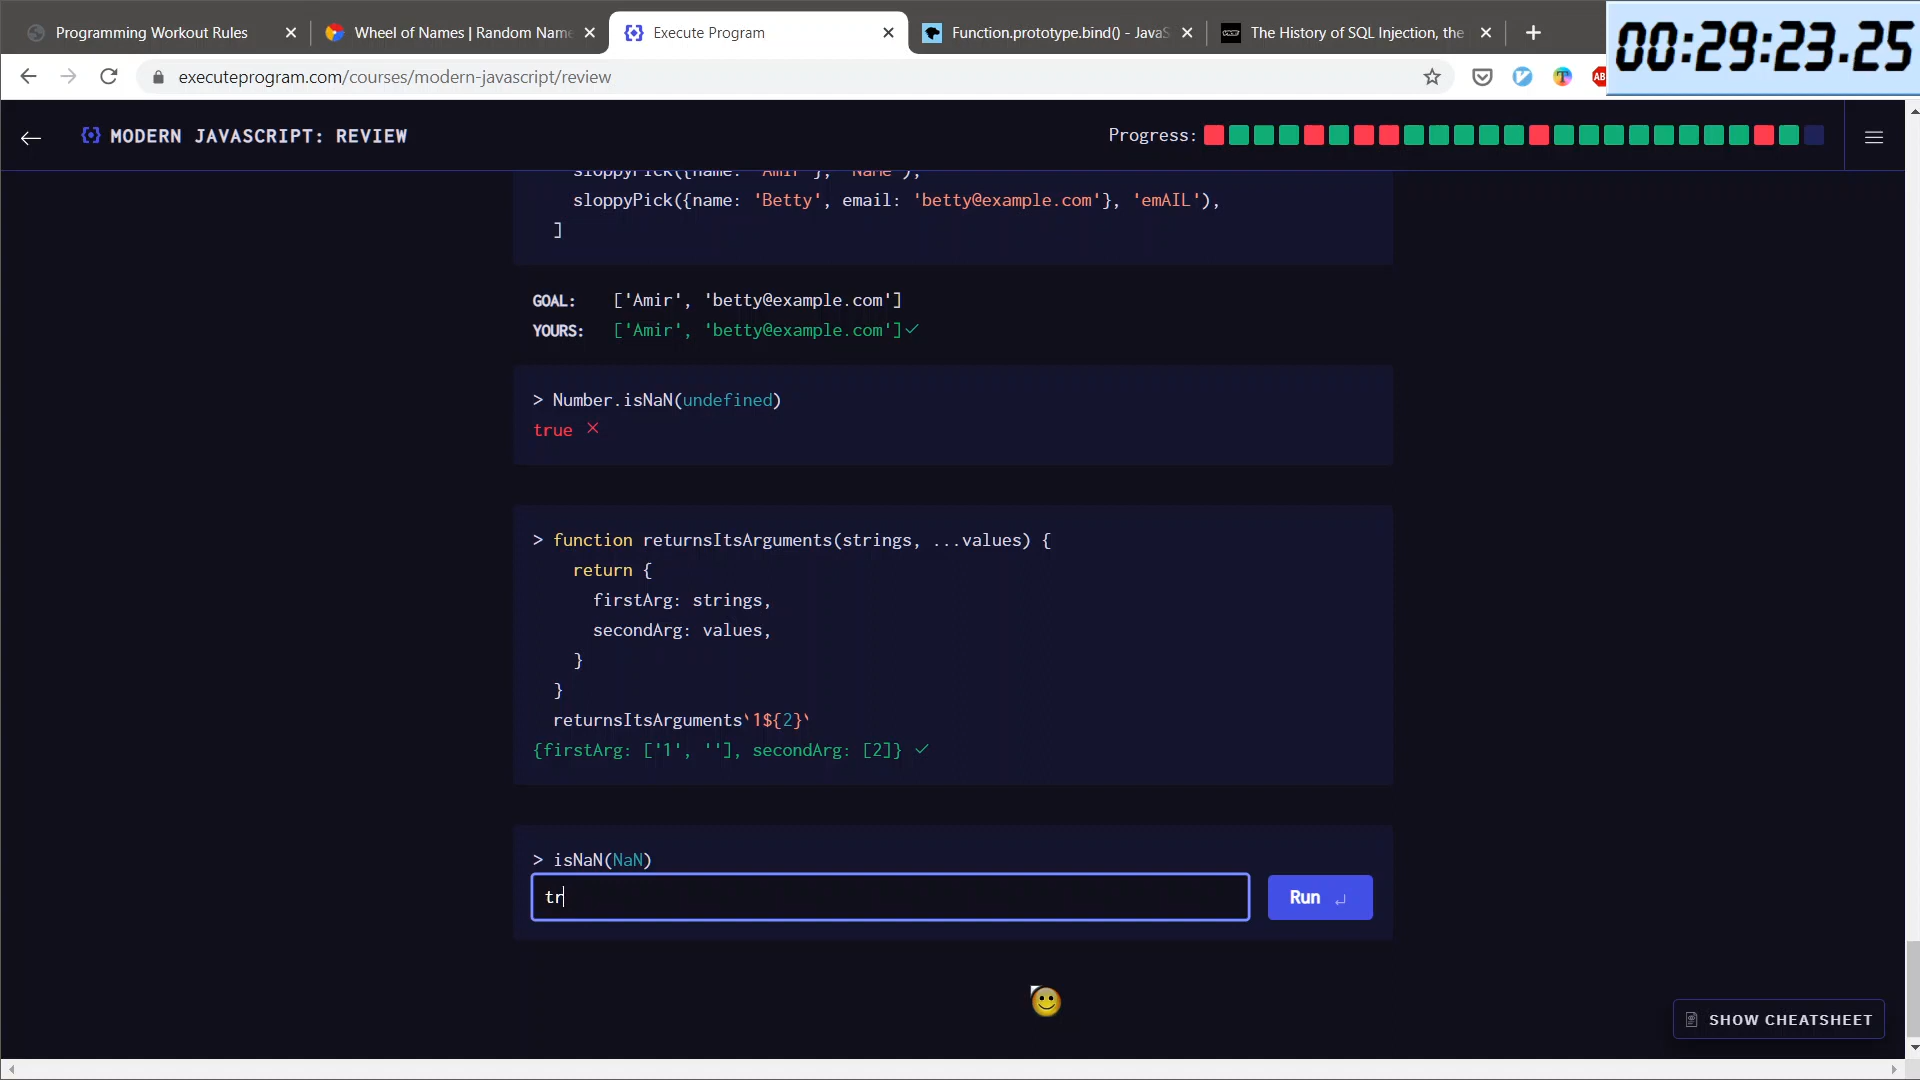 Programming Workout Rules
Wheel of Names | Random Name
Execute Program
Function.prototype.bind() - JavaS
The History of SQL Injection, the
00:29:23.25
executeprogram.com/courses/modern-javascript/review
MODERN JAVASCRIPT: REVIEW
Progress:
sloppyPick({name: 'Amir'}, 'Name'),
sloppyPick({name: 'Betty', email: 'betty@example.com'}, 'emAIL'),
]
GOAL: ['Amir', 'betty@example.com']
YOURS: ['Amir', 'betty@example.com']✓
> Number.isNaN(undefined)
true ✕
> function returnsItsArguments(strings, ...values) {
return {
firstArg: strings,
secondArg: values,
}
}
returnsItsArguments`1${2}`
{firstArg: ['1', ''], secondArg: [2]} ✓
> isNaN(NaN)
tr
Run ↵
SHOW CHEATSHEET